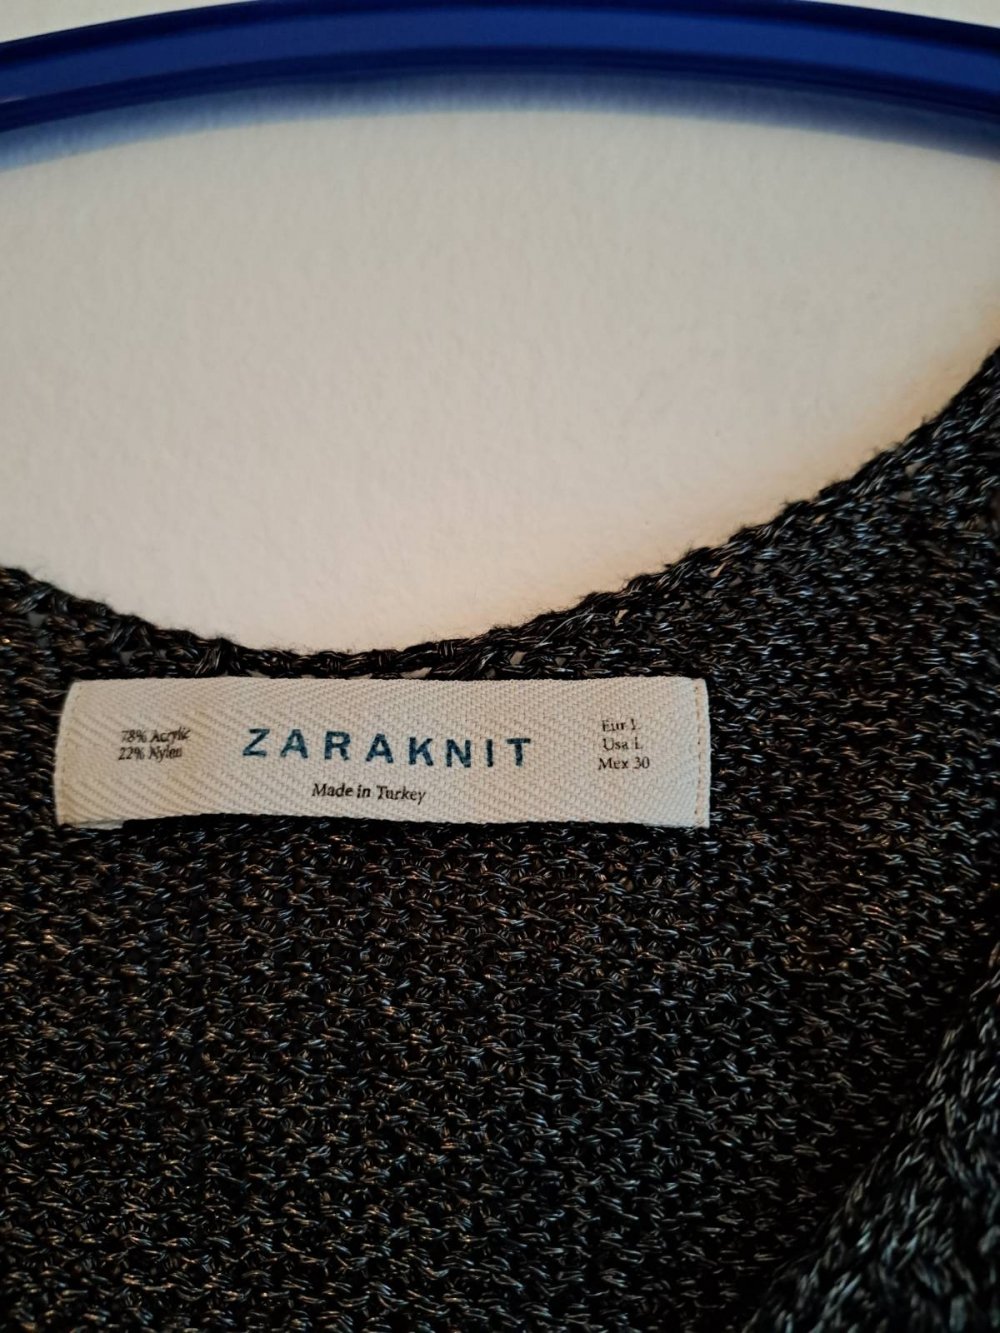 78% Acrylic
22% Nylon
ZARAKNIT
Made in Turkey
Eur L
Usa L
Mex 30